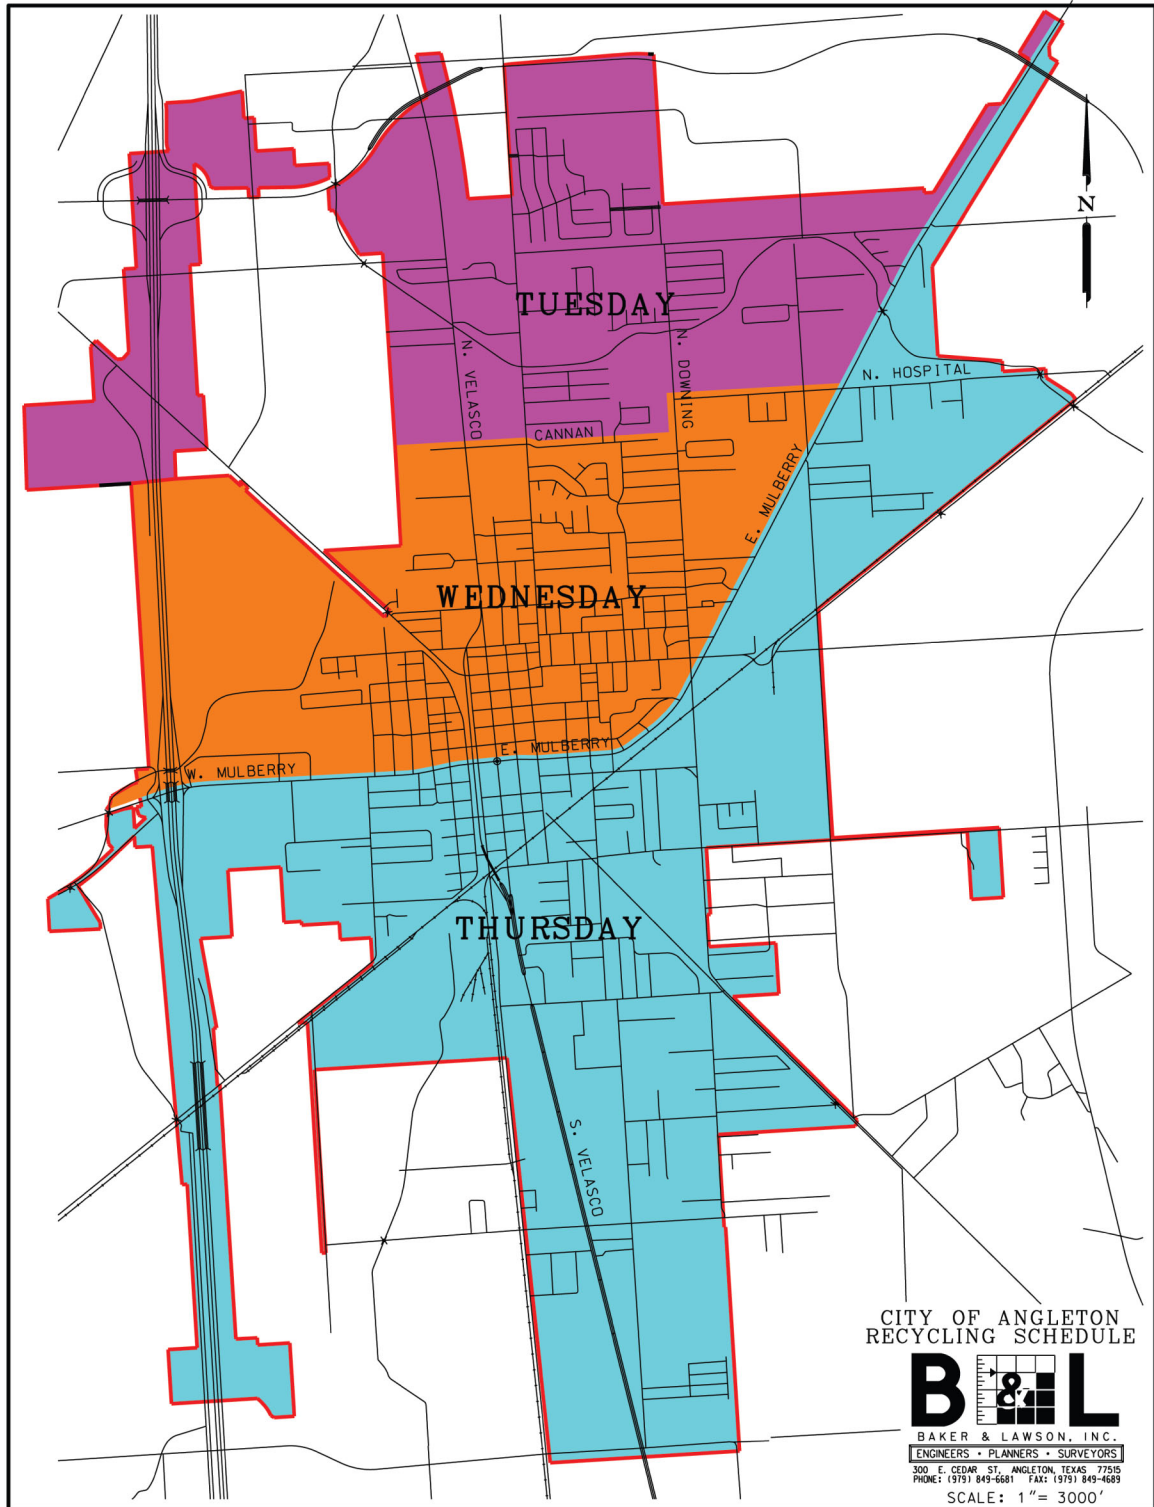 N
TUESDAY
N. VELASCO
N. DOWNING
N. HOSPITAL
CANNAN
E. MULBERRY
WEDNESDAY
E. MULBERRY
W. MULBERRY
THURSDAY
S. VELASCO
CITY OF ANGLETON
RECYCLING SCHEDULE
B & L
BAKER & LAWSON, INC.
ENGINEERS • PLANNERS • SURVEYORS
300 E. CEDAR ST, ANGLETON, TEXAS 77515
PHONE: (979) 849-6681 FAX: (979) 849-4689
SCALE: 1"= 3000'